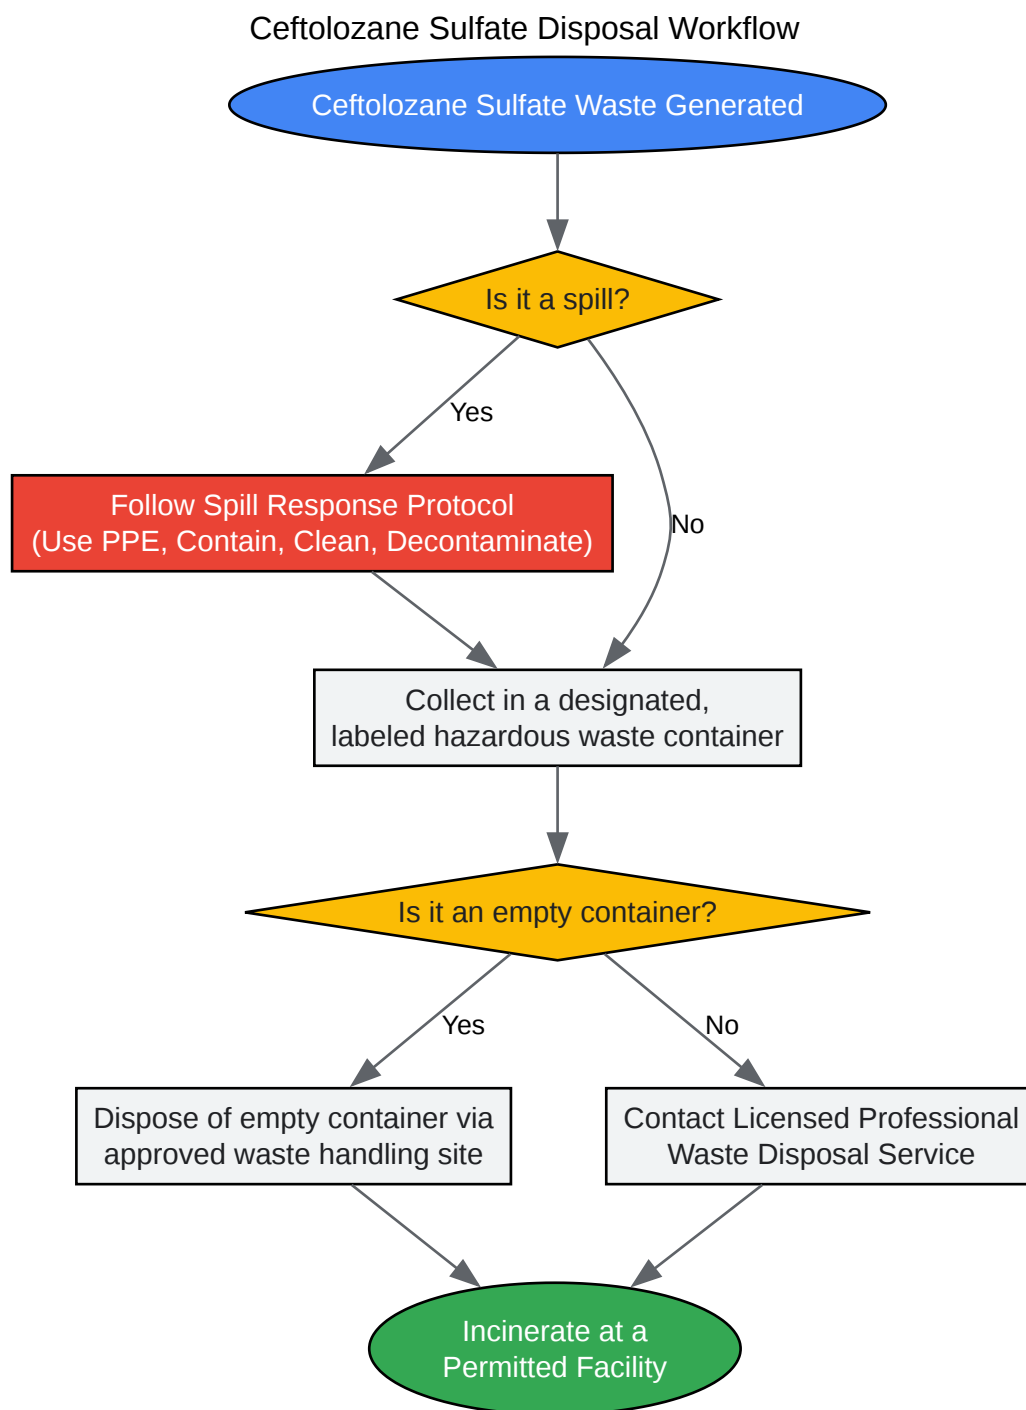 Ceftolozane Sulfate Disposal Workflow
Ceftolozane Sulfate Waste Generated
Is it a spill?
Yes
Follow Spill Response Protocol
(Use PPE, Contain, Clean, Decontaminate)
No
Collect in a designated,
labeled hazardous waste container
Is it an empty container?
Yes
No
Dispose of empty container via
approved waste handling site
Contact Licensed Professional
Waste Disposal Service
Incinerate at a
Permitted Facility